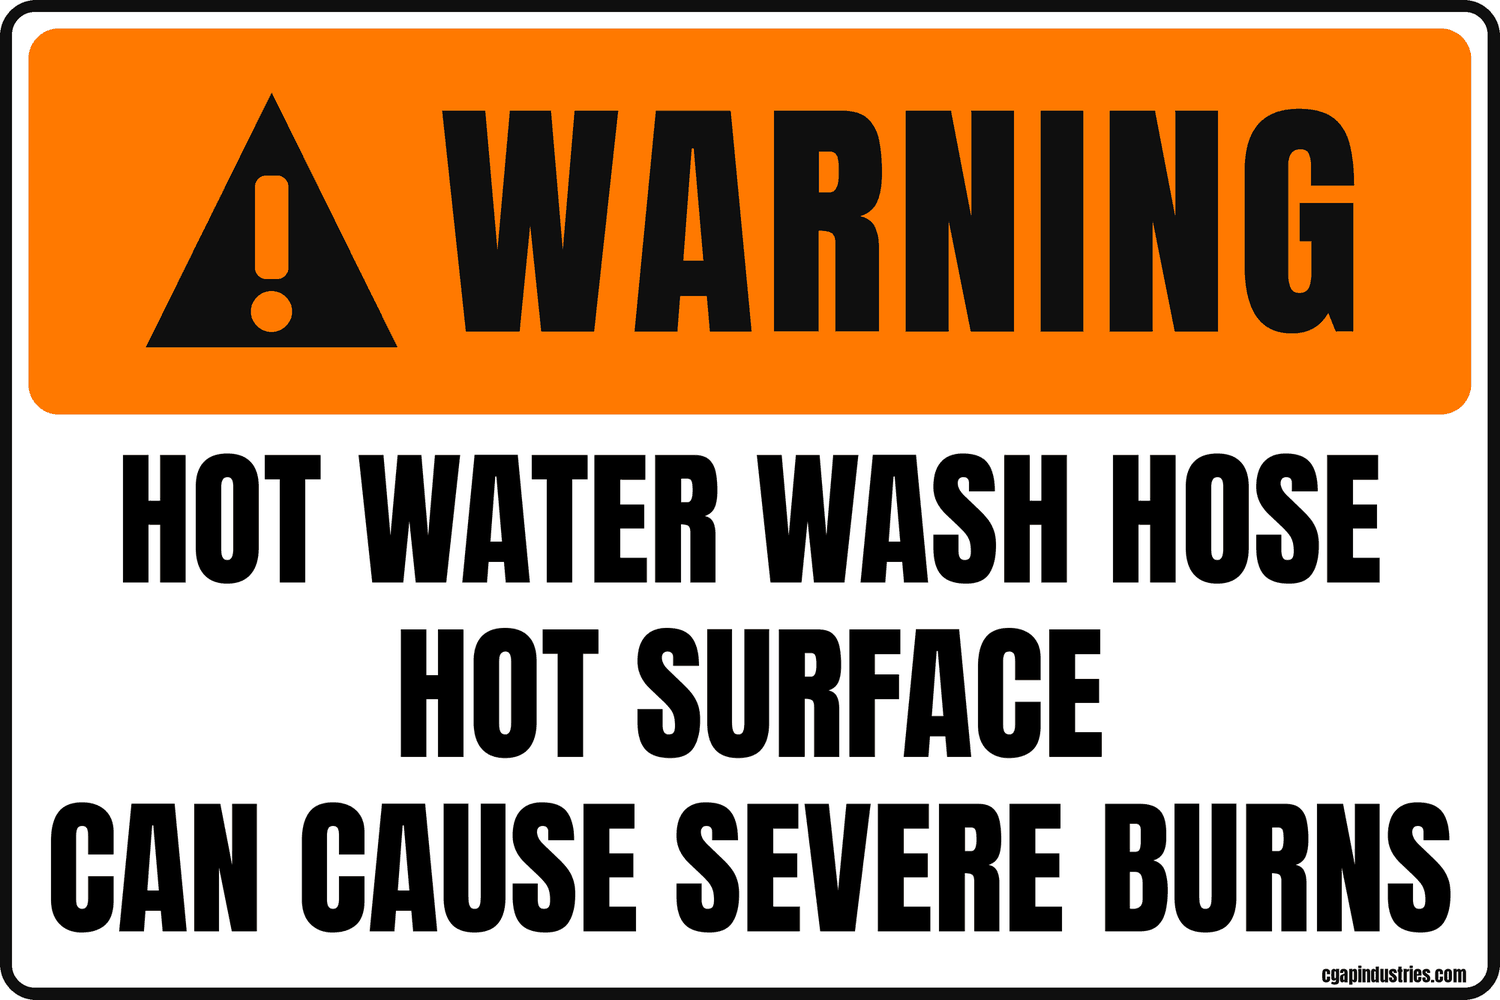 WARNING
HOT WATER WASH HOSE
HOT SURFACE
CAN CAUSE SEVERE BURNS
cgapindustries.com